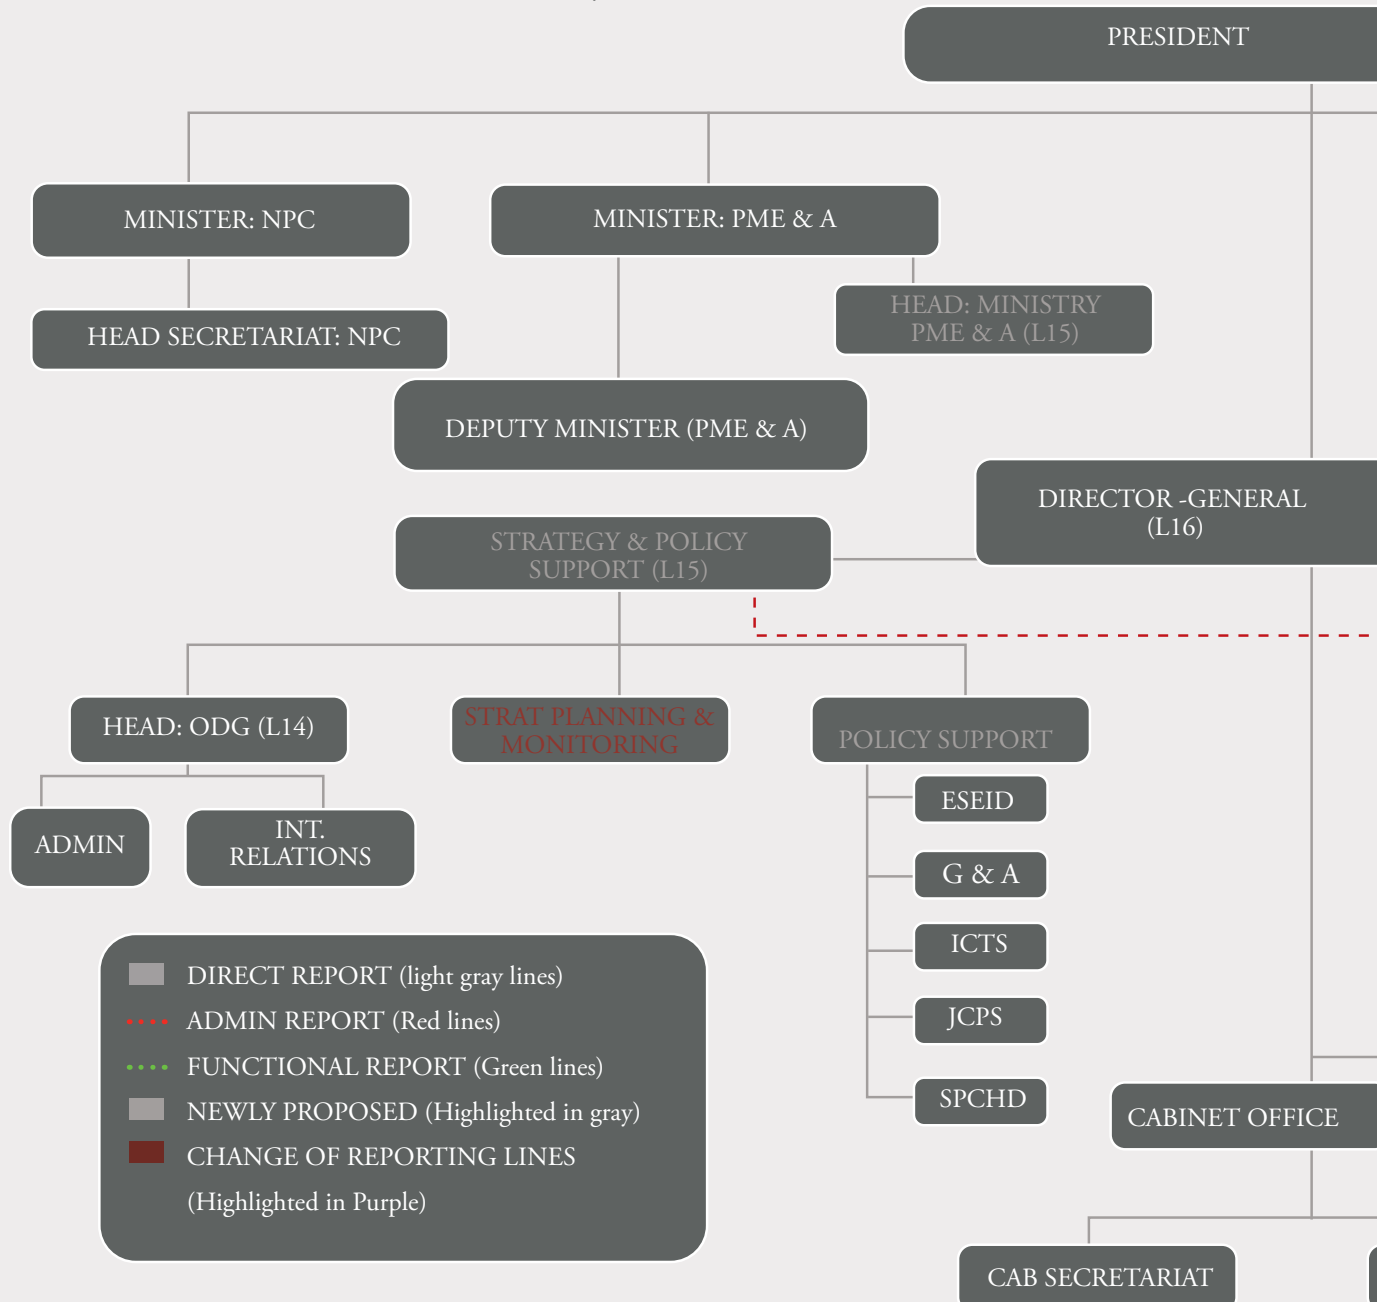 PRESIDENT
MINISTER: NPC
MINISTER: PME & A
HEAD: MINISTRY
PME & A (L15)
HEAD SECRETARIAT: NPC
DEPUTY MINISTER (PME & A)
DIRECTOR -GENERAL
(L16)
STRATEGY & POLICY
SUPPORT (L15)
HEAD: ODG (L14)
STRAT PLANNING &
MONITORING
POLICY SUPPORT
ADMIN
INT.
RELATIONS
ESEID
G & A
ICTS
JCPS
SPCHD
DIRECT REPORT (light gray lines)
ADMIN REPORT (Red lines)
FUNCTIONAL REPORT (Green lines)
NEWLY PROPOSED (Highlighted in gray)
CHANGE OF REPORTING LINES
(Highlighted in Purple)
CABINET OFFICE
CAB SECRETARIAT